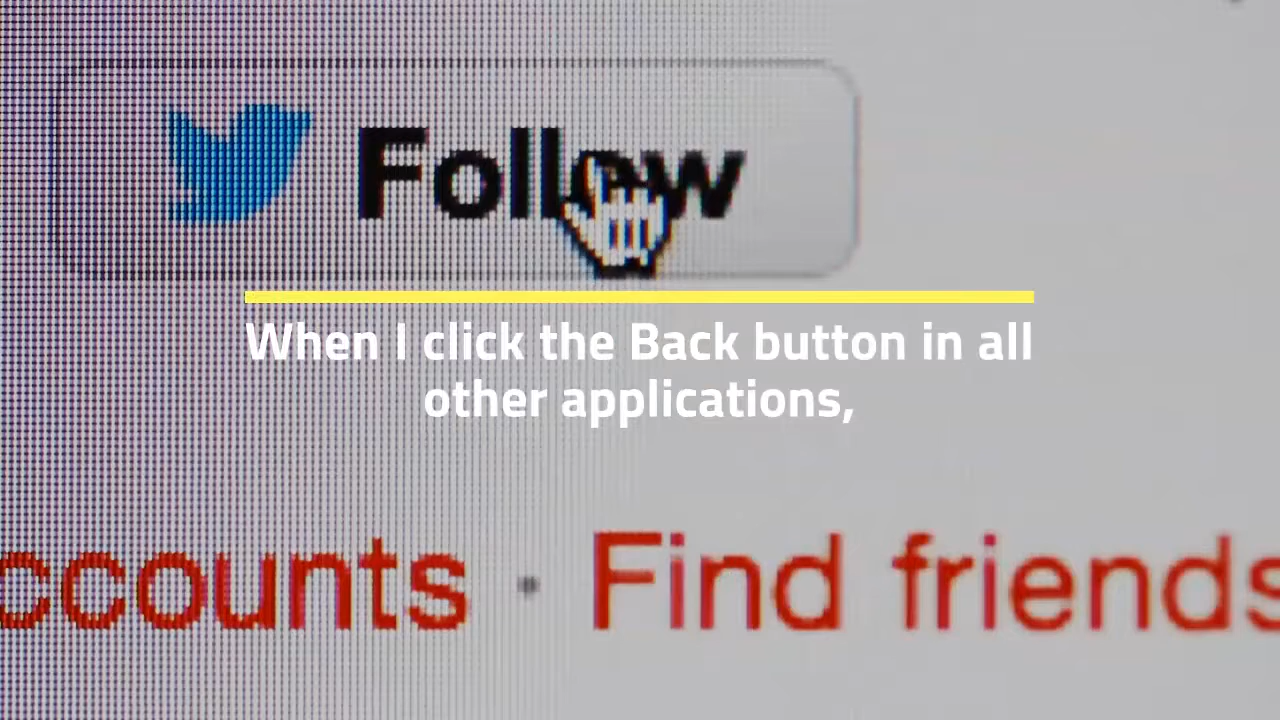 Follow
When I click the Back button in all
other applications,
ccounts · Find friends